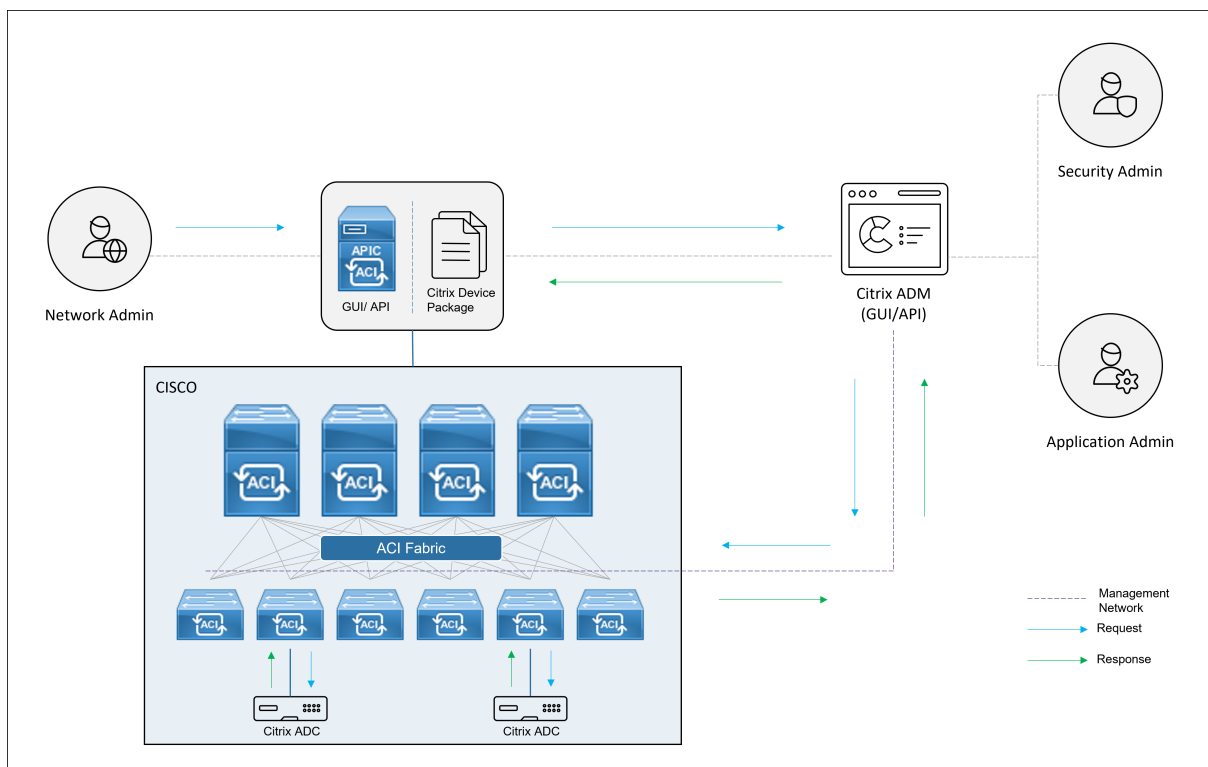 Security Admin
APIC
ACI
GUI/ API
Citrix Device
Package
Network Admin
Citrix ADM
(GUI/API)
Application Admin
CISCO
ACI
ACI
ACI
ACI
ACI Fabric
ACI
ACI
ACI
ACI
ACI
ACI
Citrix ADC
Citrix ADC
Management
Network
Request
Response